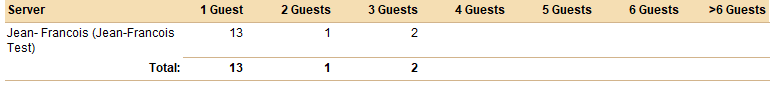 Server 1 Guest 2 Guests 3 Guests 4 Guests 5 Guests 6 Guests >6 Guests
Jean- Francois (Jean-Francois 13 1 2
Test)
Total: 13 1 2